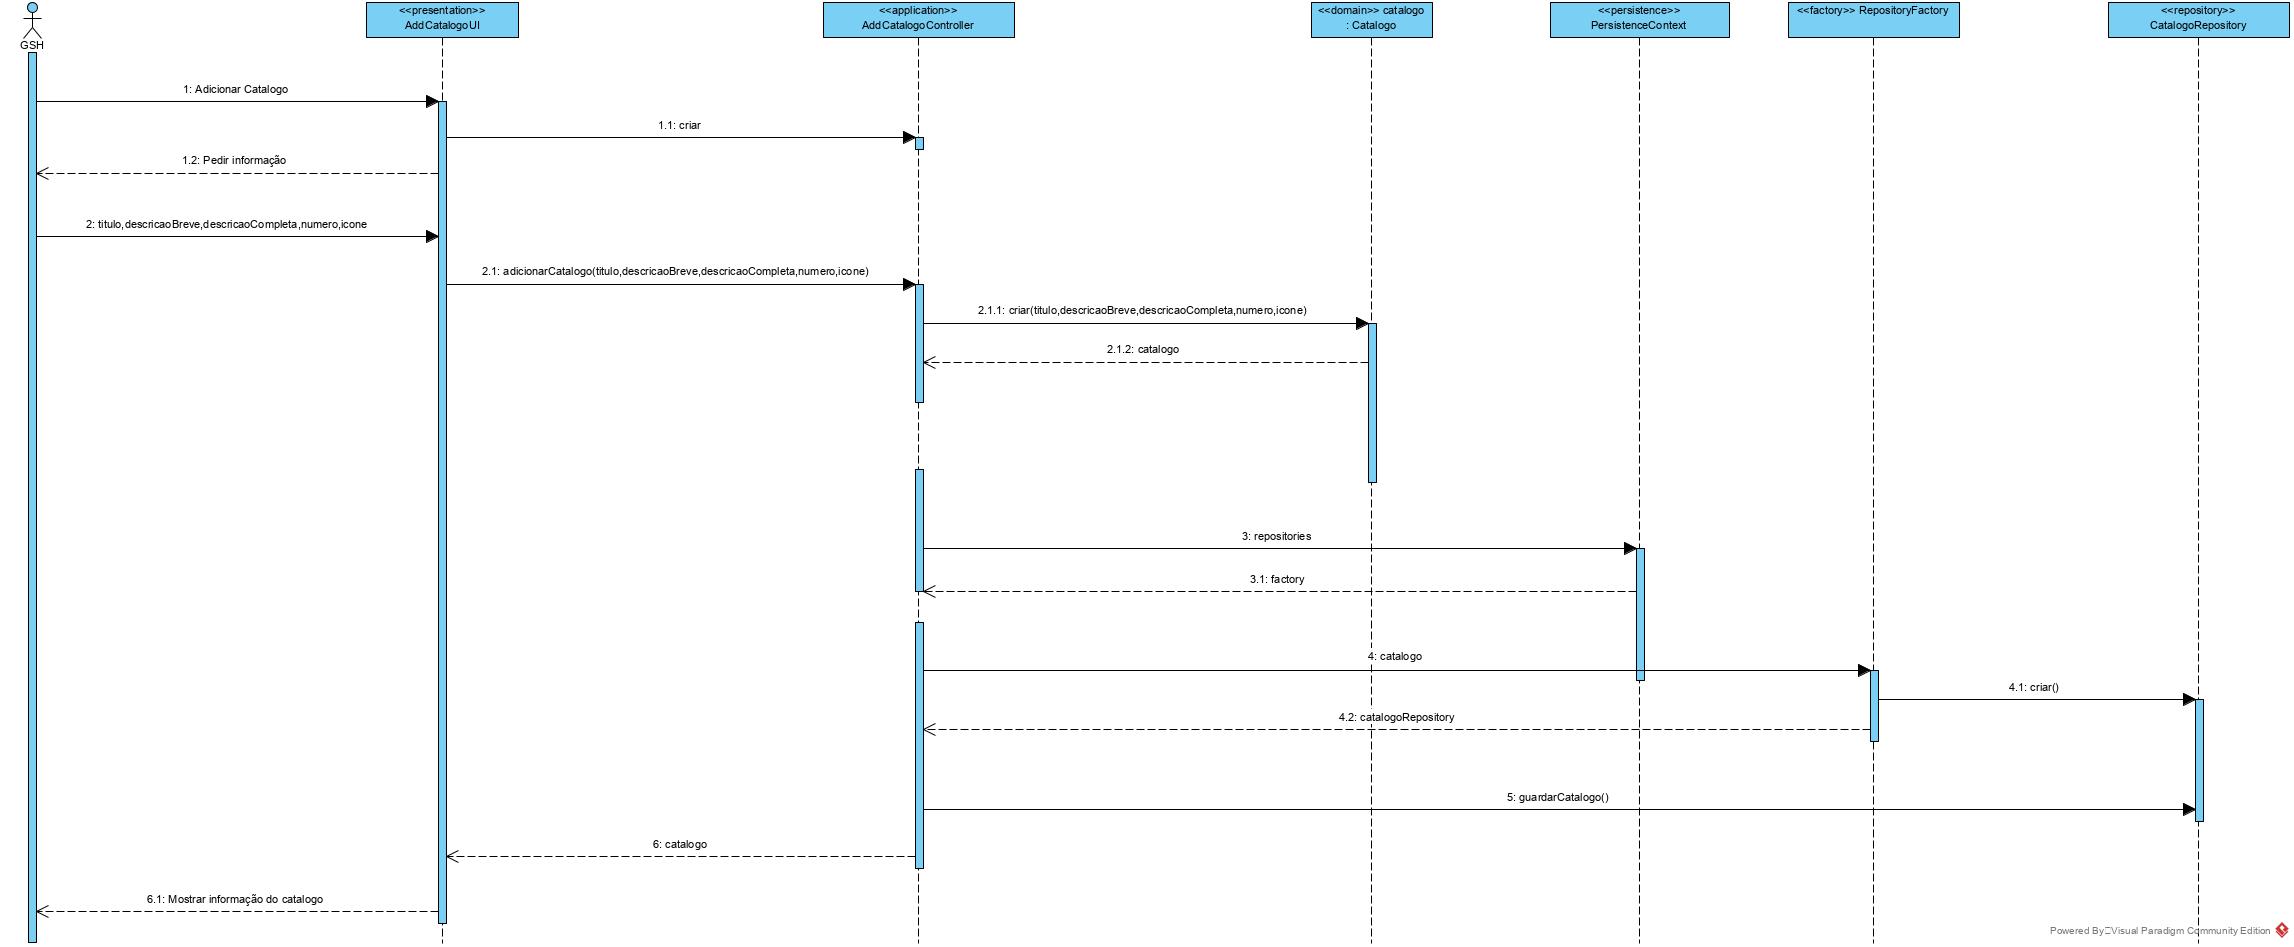 GSH
<<presentation>>
AddCatalogoUI
<<application>>
AddCatalogoController
<<domain>> catalogo
: Catalogo
<<persistence>>
PersistenceContext
<<factory>> RepositoryFactory
<<repository>>
CatalogoRepository
1: Adicionar Catalogo
1.1: criar
1.2: Pedir informação
2: titulo,descricaoBreve,descricaoCompleta,numero,icone
2.1: adicionarCatalogo(titulo,descricaoBreve,descricaoCompleta,numero,icone)
2.1.1: criar(titulo,descricaoBreve,descricaoCompleta,numero,icone)
2.1.2: catalogo
3: repositories
3.1: factory
4: catalogo
4.1: criar()
4.2: catalogoRepository
5: guardarCatalogo()
6: catalogo
6.1: Mostrar informação do catalogo
Powered By Visual Paradigm Community Edition